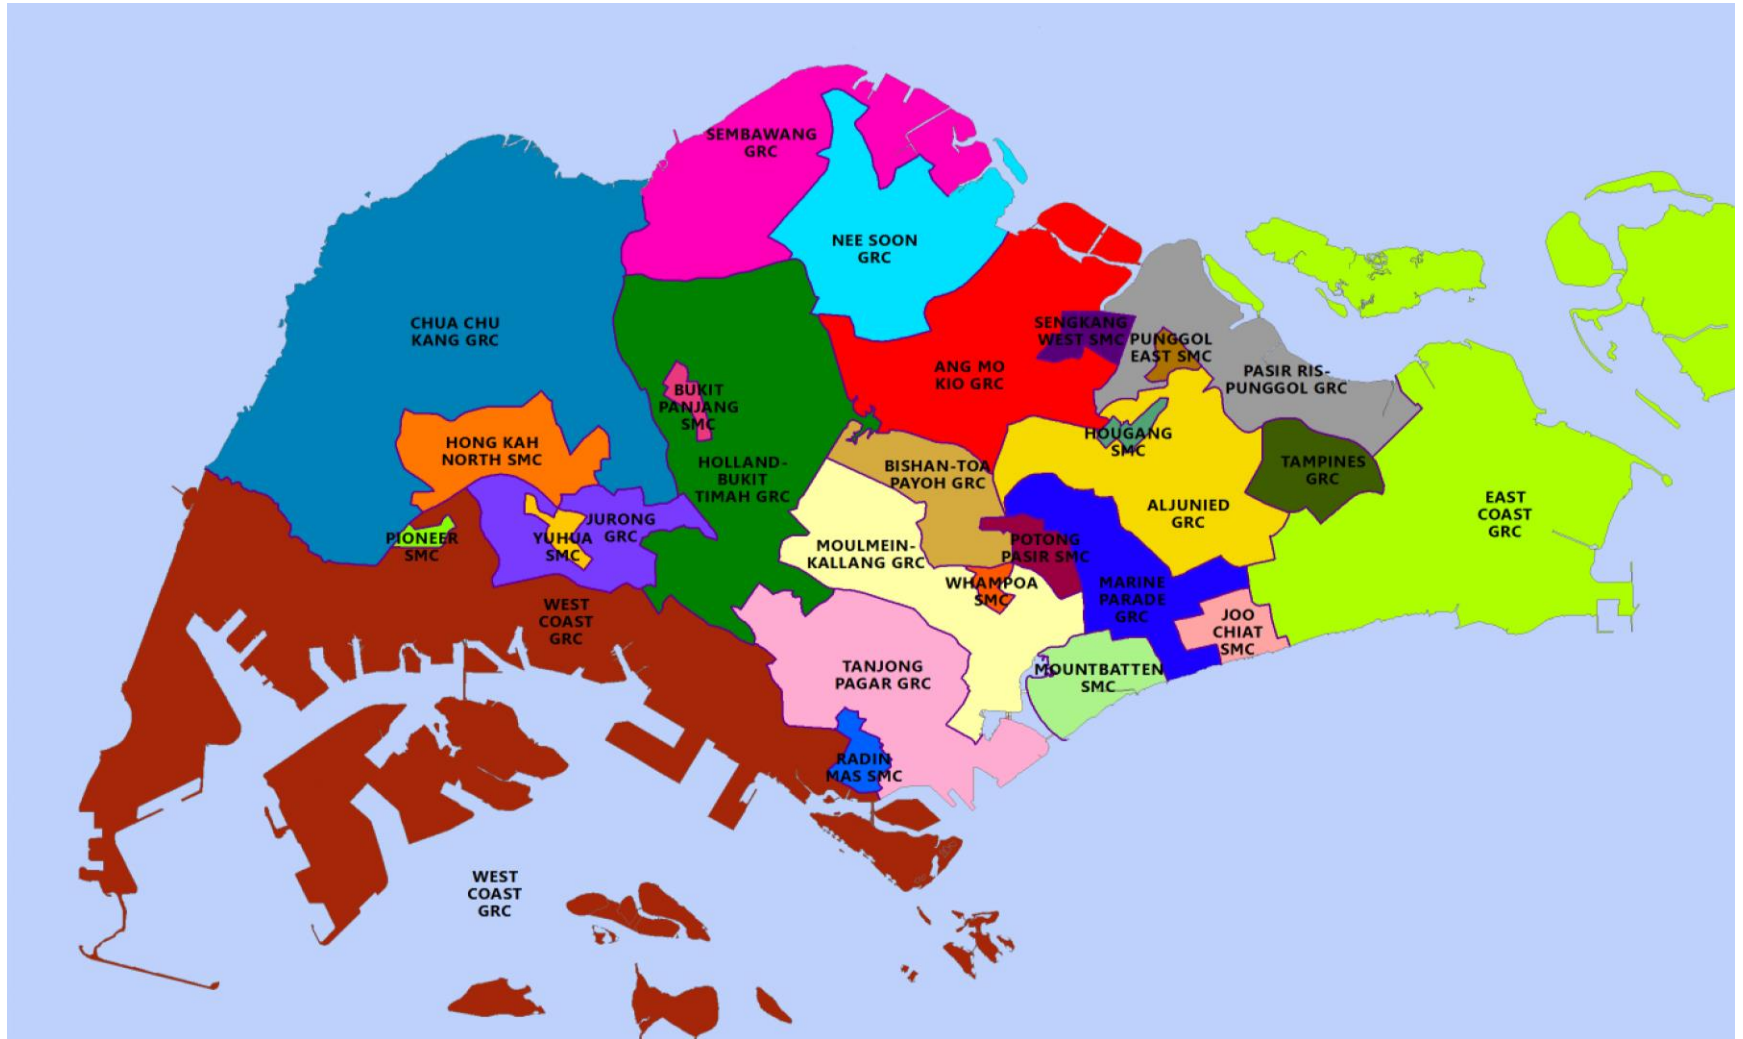 SEMBAWANG
GRC
NEE SOON
GRC
CHUA CHU
KANG GRC
SENGKANG
WEST SMC
PUNGGOL
EAST SMC
PASIR RIS-
PUNGGOL GRC
ANG MO
KIO GRC
BUKIT
PANJANG
SMC
HONG KAH
NORTH SMC
HOUGANG
SMC
HOLLAND-
BUKIT
TIMAH GRC
BISHAN-TOA
PAYOH GRC
TAMPINES
GRC
EAST
COAST
GRC
ALJUNIED
GRC
PIONEER
SMC
YUHUA
SMC
JURONG
GRC
MOULMEIN-
KALLANG GRC
POTONG
PASIR SMC
WHAMPOA
SMC
MARINE
PARADE
GRC
WEST
COAST
GRC
JOO
CHIAT
SMC
TANJONG
PAGAR GRC
MOUNTBATTEN
SMC
RADIN
MAS SMC
WEST
COAST
GRC